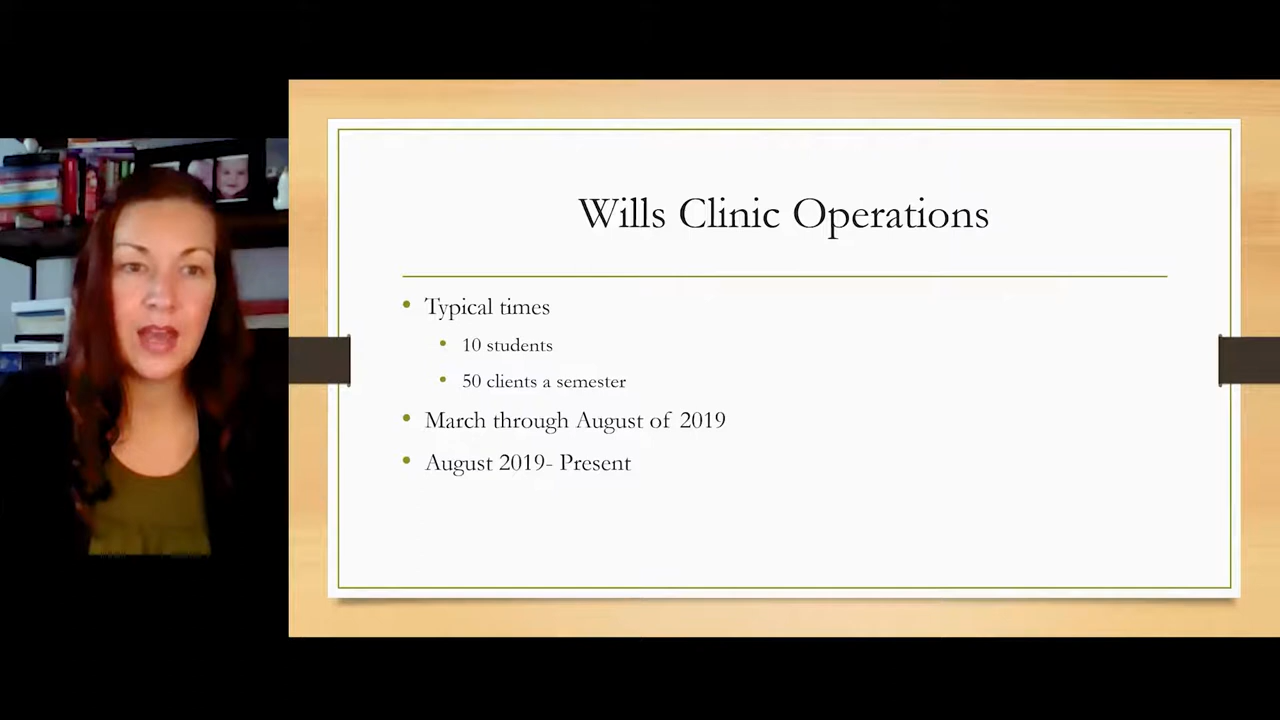 Wills Clinic Operations
Typical times
10 students
50 clients a semester
March through August of 2019
August 2019- Present